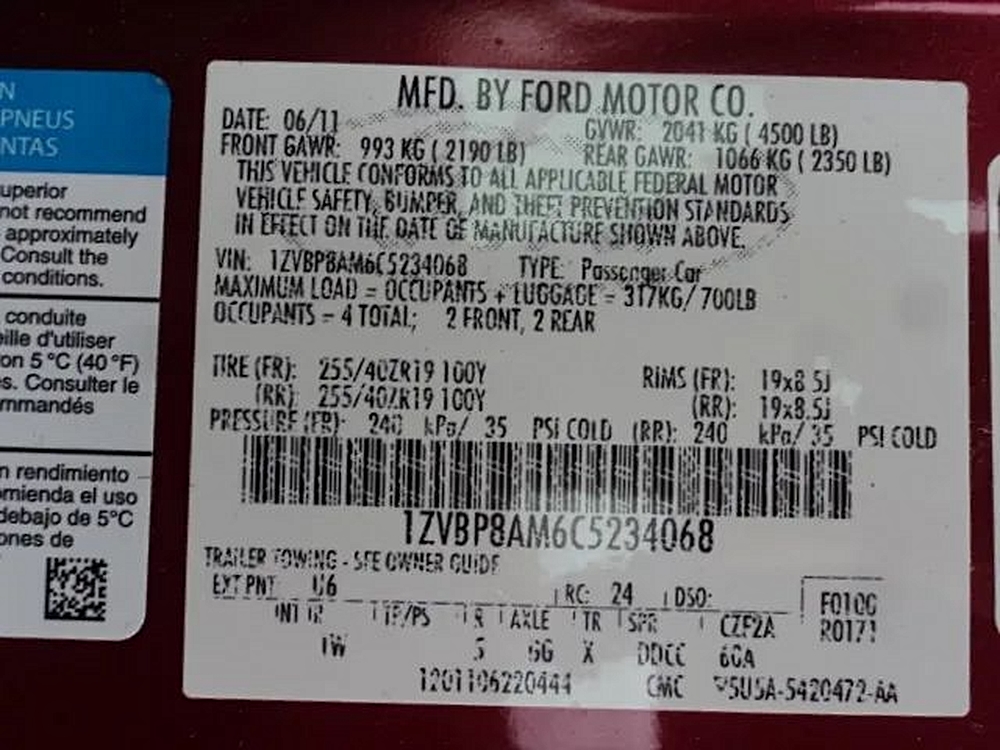 N
PNEUS
NTAS
uperior
not recommend
approximately
Consult the
conditions.
conduite
eille d'utiliser
on 5 °C (40 °F)
s. Consulter le
mmandés
n rendimiento
omienda el uso
debajo de 5°C
ones de
MFD. BY FORD MOTOR CO.
DATE: 06/11 GVWR: 2041 KG ( 4500 LB)
FRONT GAWR: 993 KG ( 2190 LB) REAR GAWR: 1066 KG ( 2350 LB)
THIS VEHICLE CONFORMS TO ALL APPLICABLE FEDERAL MOTOR
VEHICLE SAFETY, BUMPER, AND THEFT PREVENTION STANDARDS
IN EFFECT ON THE DATE OF MANUFACTURE SHOWN ABOVE.
VIN: 1ZVBP8AM6C5234068 TYPE: Passenger Car
MAXIMUM LOAD = OCCUPANTS + LUGGAGE = 317KG/ 700LB
OCCUPANTS = 4 TOTAL; 2 FRONT, 2 REAR
TIRE (FR): 255/40ZR19 100Y RIMS (FR): 19x8.5J
(RR): 255/40ZR19 100Y (RR): 19x8.5J
PRESSURE (FR): 240 kPa/ 35 PSI COLD (RR): 240 kPa/ 35 PSI COLD
1ZVBP8AM6C5234068
TRAILER TOWING - SEE OWNER GUIDE
EXT PNT: U6 RC: 24 DSO: F0100
INT TR TP/PS R AXLE TR SPR CZF2A R0171
IW 5 6G X DDCC 60A
1201106220444 CMC 5U5A-5420472-AA